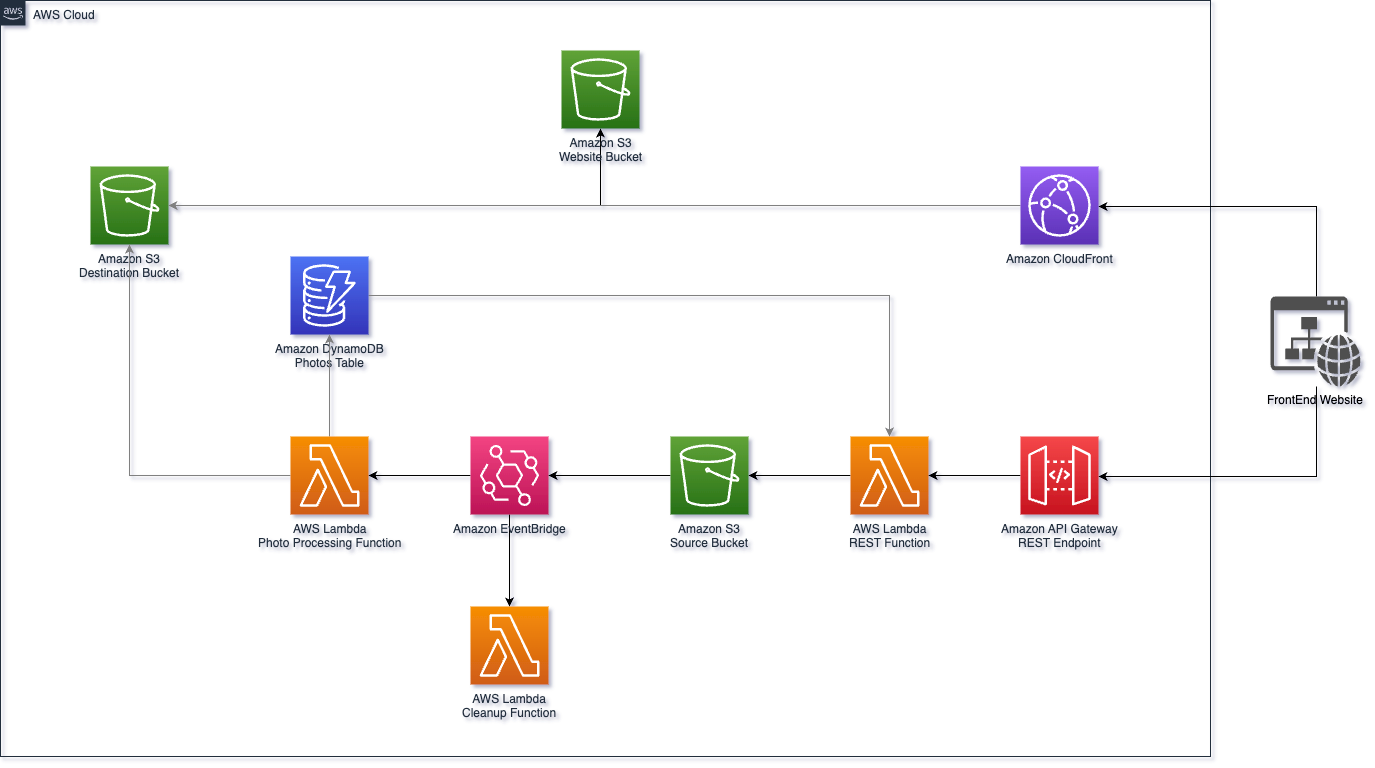 aws
AWS Cloud
Amazon S3
Website Bucket
Amazon S3
Destination Bucket
Amazon CloudFront
Amazon DynamoDB
Photos Table
FrontEnd Website
</>
AWS Lambda
Photo Processing Function
Amazon EventBridge
Amazon S3
Source Bucket
AWS Lambda
REST Function
Amazon API Gateway
REST Endpoint
AWS Lambda
Cleanup Function